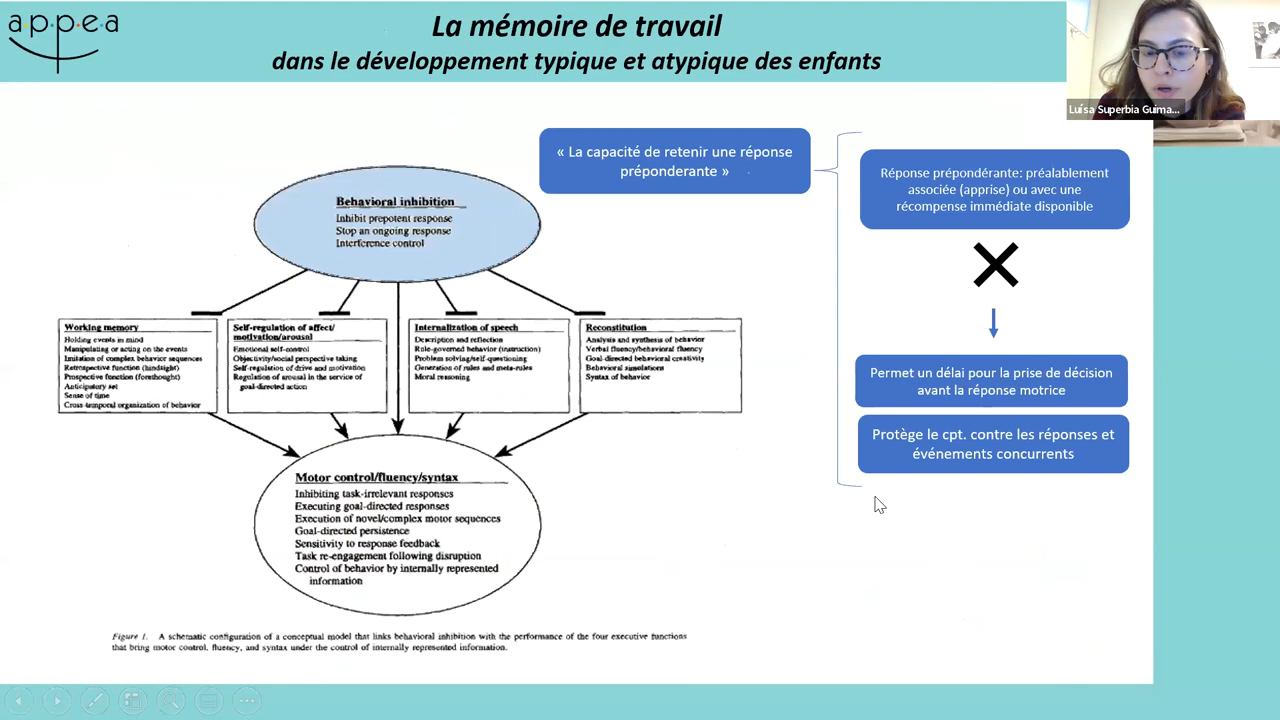 a·p·p·e·a
La mémoire de travail
dans le développement typique et atypique des enfants
Luísa Superbia Guima...
« La capacité de retenir une réponse
préponderante »
Réponse prépondérante: préalablement
associée (apprise) ou avec une
récompense immédiate disponible
Permet un délai pour la prise de décision
avant la réponse motrice
Protège le cpt. contre les réponses et
événements concurrents
Behavioral inhibition
Inhibit prepotent response
Stop an ongoing response
Interference control
Working memory
Holding events in mind
Manipulating or acting on the events
Imitation of complex behavior sequences
Retrospective function (hindsight)
Prospective function (forethought)
Anticipatory set
Sense of time
Cross-temporal organization of behavior
Self-regulation of affect/
motivation/arousal
Emotional self-control
Objectivity/social perspective taking
Self-regulation of drive and motivation
Regulation of arousal in the service of
goal-directed action
Internalization of speech
Description and reflection
Rule-governed behavior (instruction)
Problem solving/self-questioning
Generation of rules and meta-rules
Moral reasoning
Reconstitution
Analysis and synthesis of behavior
Verbal fluency/behavioral fluency
Goal-directed behavioral creativity
Behavioral simulations
Syntax of behavior
Motor control/fluency/syntax
Inhibiting task-irrelevant responses
Executing goal-directed responses
Execution of novel/complex motor sequences
Goal-directed persistence
Sensitivity to response feedback
Task re-engagement following disruption
Control of behavior by internally represented
information
Figure 1. A schematic configuration of a conceptual model that links behavioral inhibition with the performance of the four executive functions
that bring motor control, fluency, and syntax under the control of internally represented information.